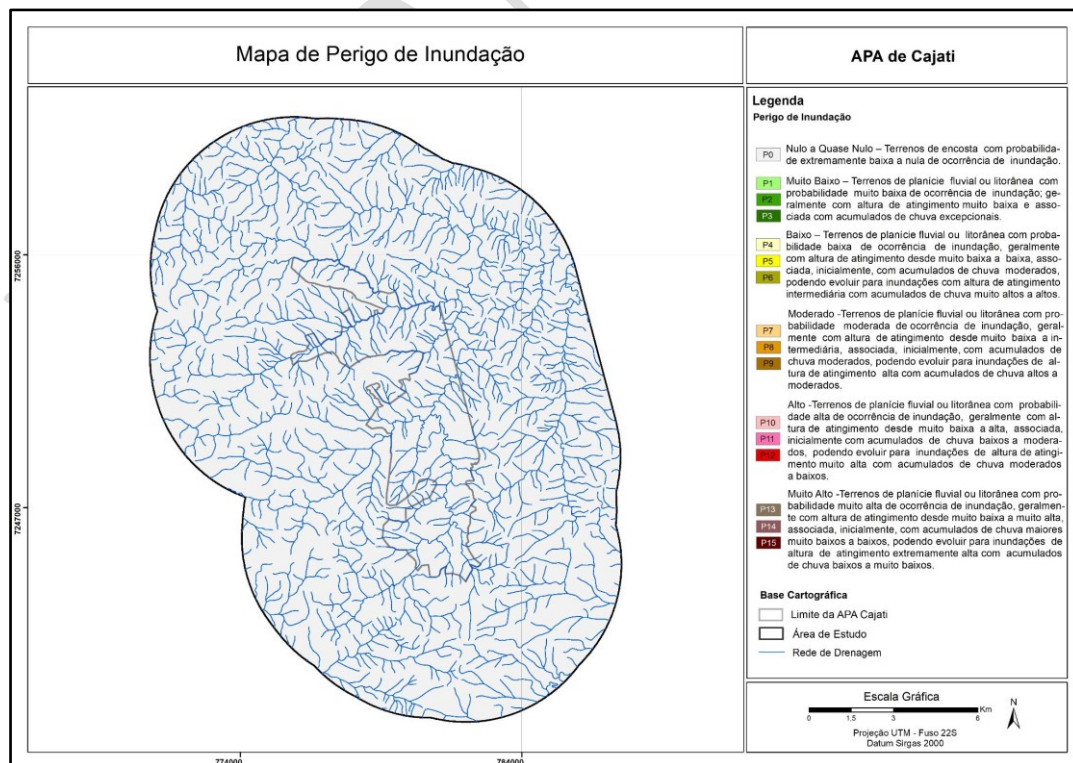 Mapa de Perigo de Inundação
APA de Cajati
Legenda
Perigo de Inundação
P0
Nulo a Quase Nulo – Terrenos de encosta com probabilida-
de extremamente baixa a nula de ocorrência de inundação.
P1
P2
P3
Muito Baixo – Terrenos de planície fluvial ou litorânea com
probabilidade muito baixa de ocorrência de inundação; ge-
ralmente com altura de atingimento muito baixa e asso-
ciada com acumulados de chuva excepcionais.
P4
P5
P6
Baixo – Terrenos de planície fluvial ou litorânea com proba-
bilidade baixa de ocorrência de inundação, geralmente
com altura de atingimento desde muito baixa a baixa, asso-
ciada, inicialmente, com acumulados de chuva moderados,
podendo evoluir para inundações com altura de atingimento
intermediária com acumulados de chuva muito altos a altos.
P7
P8
P9
Moderado -Terrenos de planície fluvial ou litorânea com pro-
babilidade moderada de ocorrência de inundação, geral-
mente com altura de atingimento desde muito baixa a in-
termediária, associada, inicialmente, com acumulados de
chuva moderados, podendo evoluir para inundações de al-
tura de atingimento alta com acumulados de chuva altos a
moderados.
P10
P11
P12
Alto -Terrenos de planície fluvial ou litorânea com probabili-
dade alta de ocorrência de inundação, geralmente com al-
tura de atingimento desde muito baixa a alta, associada,
inicialmente com acumulados de chuva baixos a modera-
dos, podendo evoluir para inundações de altura de atingi-
mento muito alta com acumulados de chuva moderados
a baixos.
P13
P14
P15
Muito Alto -Terrenos de planície fluvial ou litorânea com pro-
babilidade muito alta de ocorrência de inundação, geralmen-
te com altura de atingimento desde muito baixa a muito alta,
associada, inicialmente, com acumulados de chuva maiores
muito baixos a baixos, podendo evoluir para inundações de
altura de atingimento extremamente alta com acumulados
de chuva baixos a muito baixos.
Base Cartográfica
Limite da APA Cajati
Área de Estudo
Rede de Drenagem
Escala Gráfica
0 1,5 3 6 Km
N
Projeção UTM - Fuso 22S
Datum Sirgas 2000
7256000
7247000
774000
784000